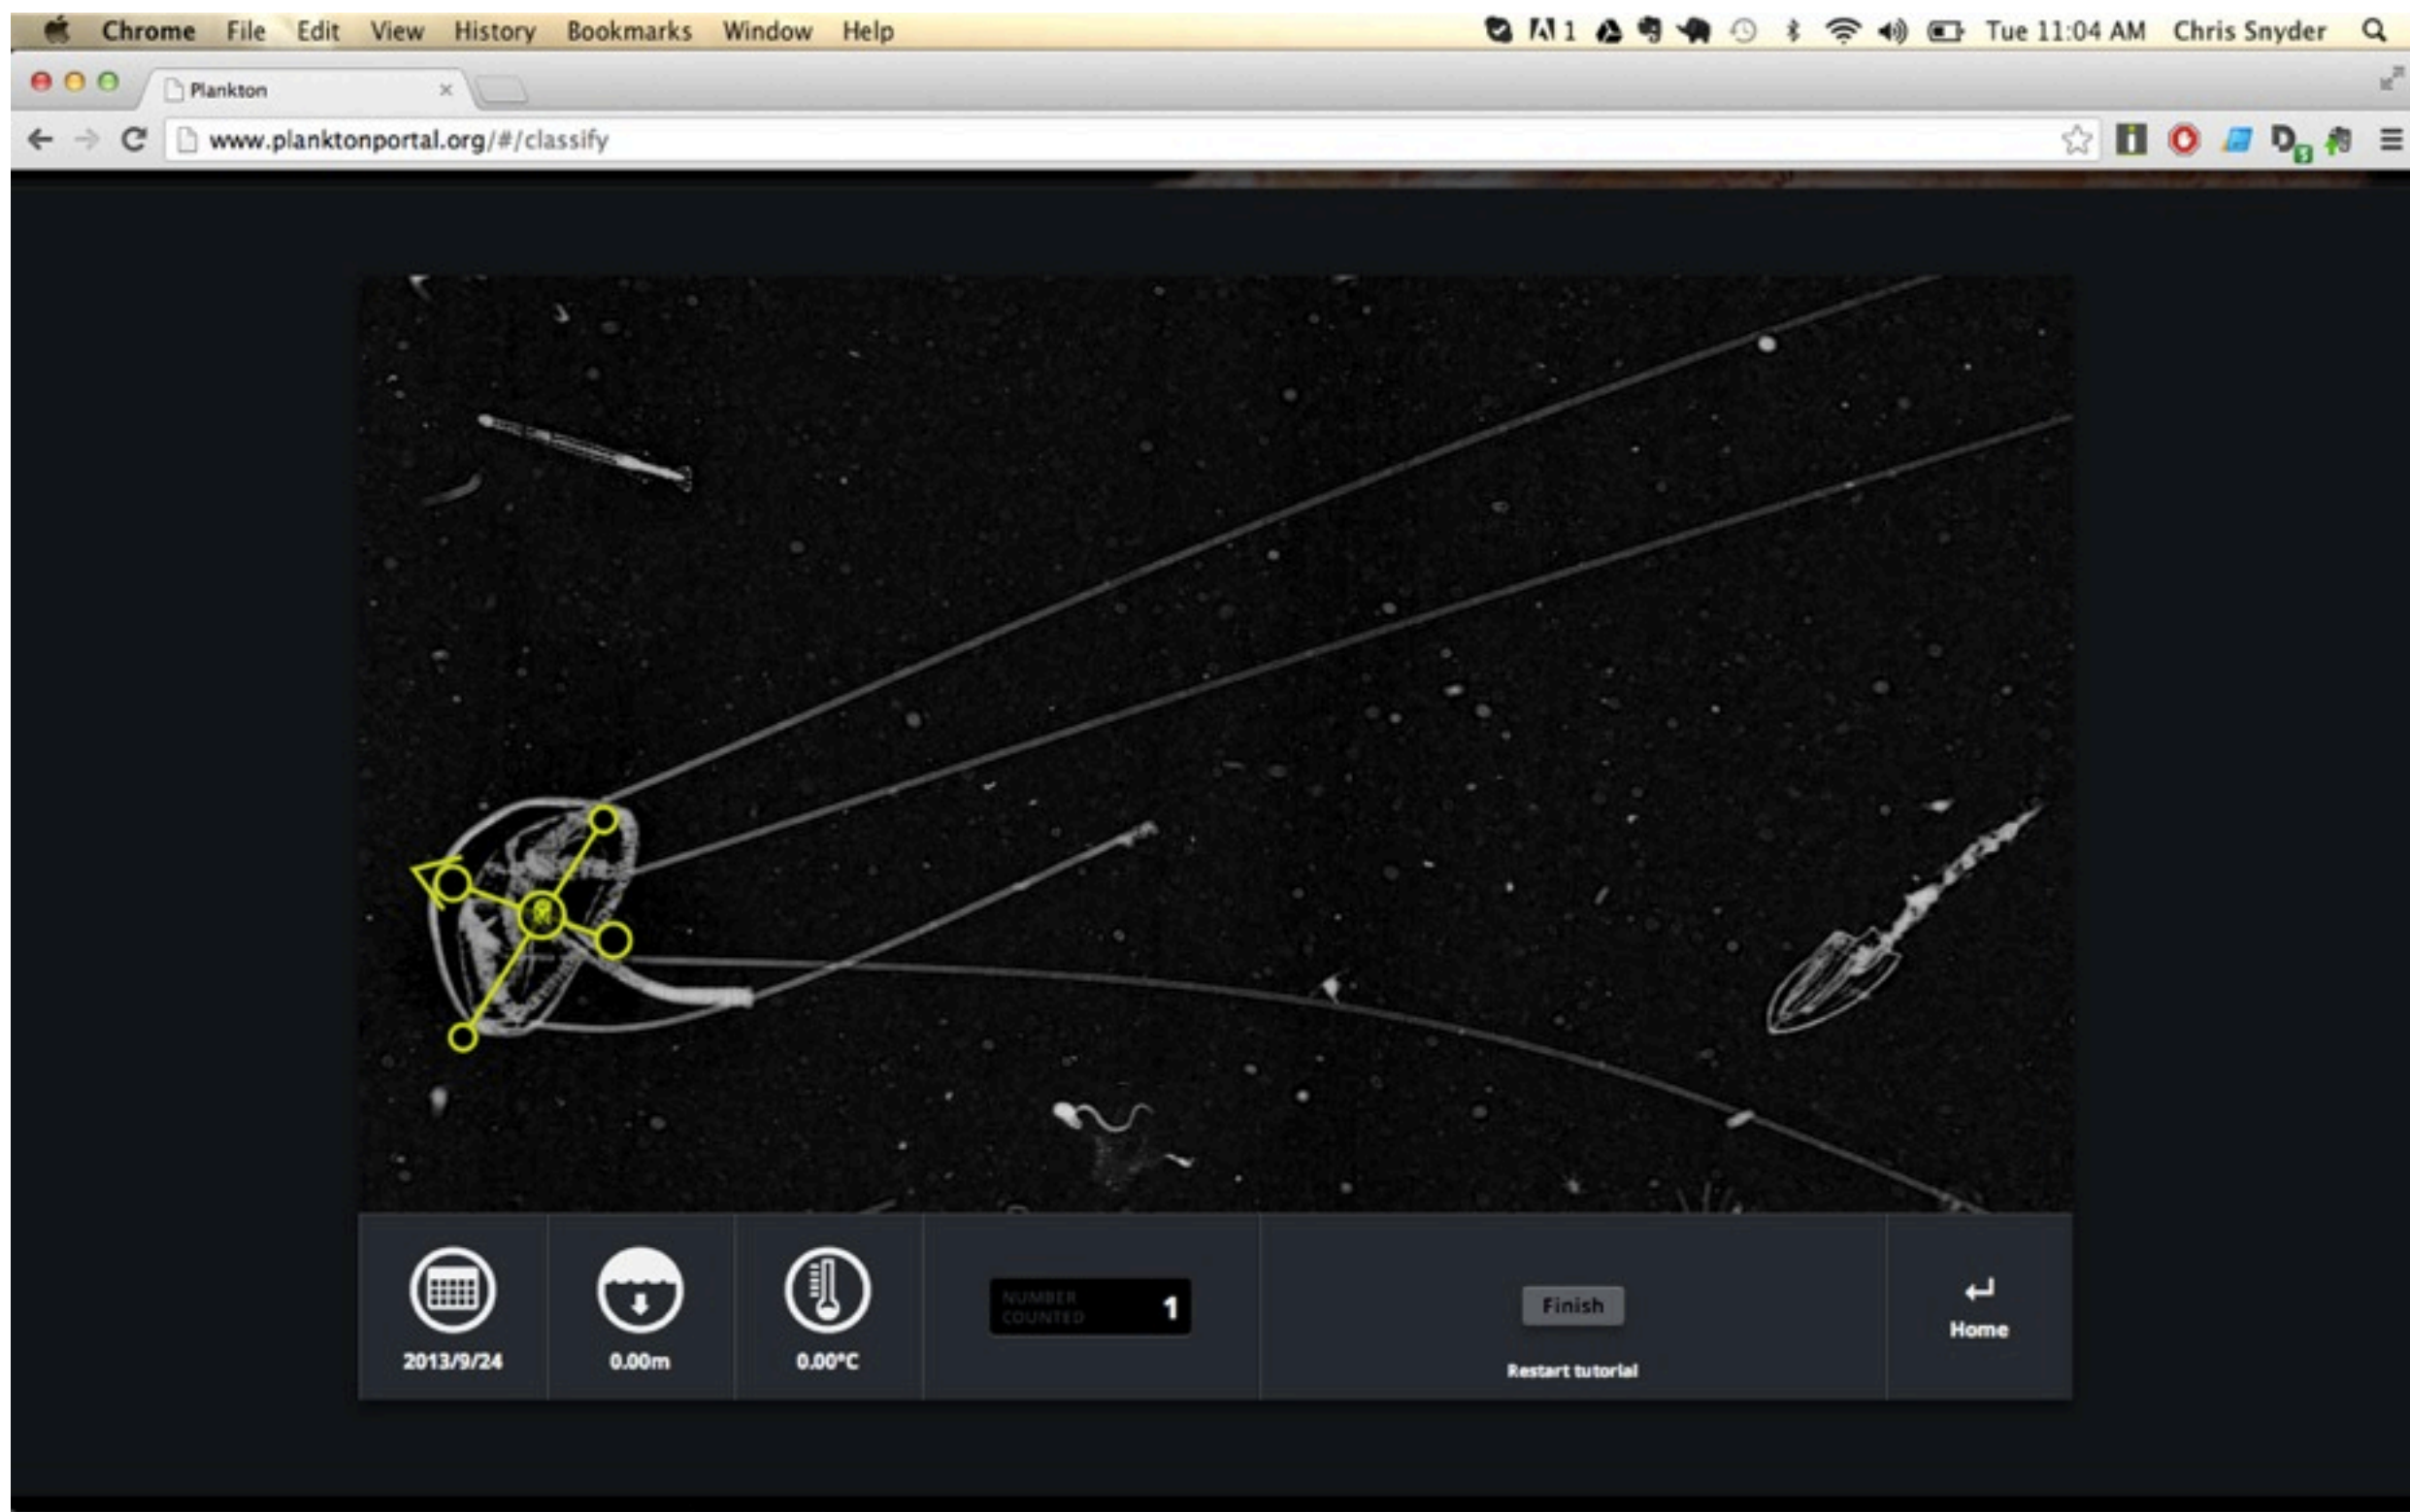 Chrome File Edit View History Bookmarks Window Help 1 Tue 11:04 AM Chris Snyder
Plankton
www.planktonportal.org/#/classify
NUMBER
COUNTED
1
Finish
Home
2013/9/24
0.00m
0.00°C
Restart tutorial